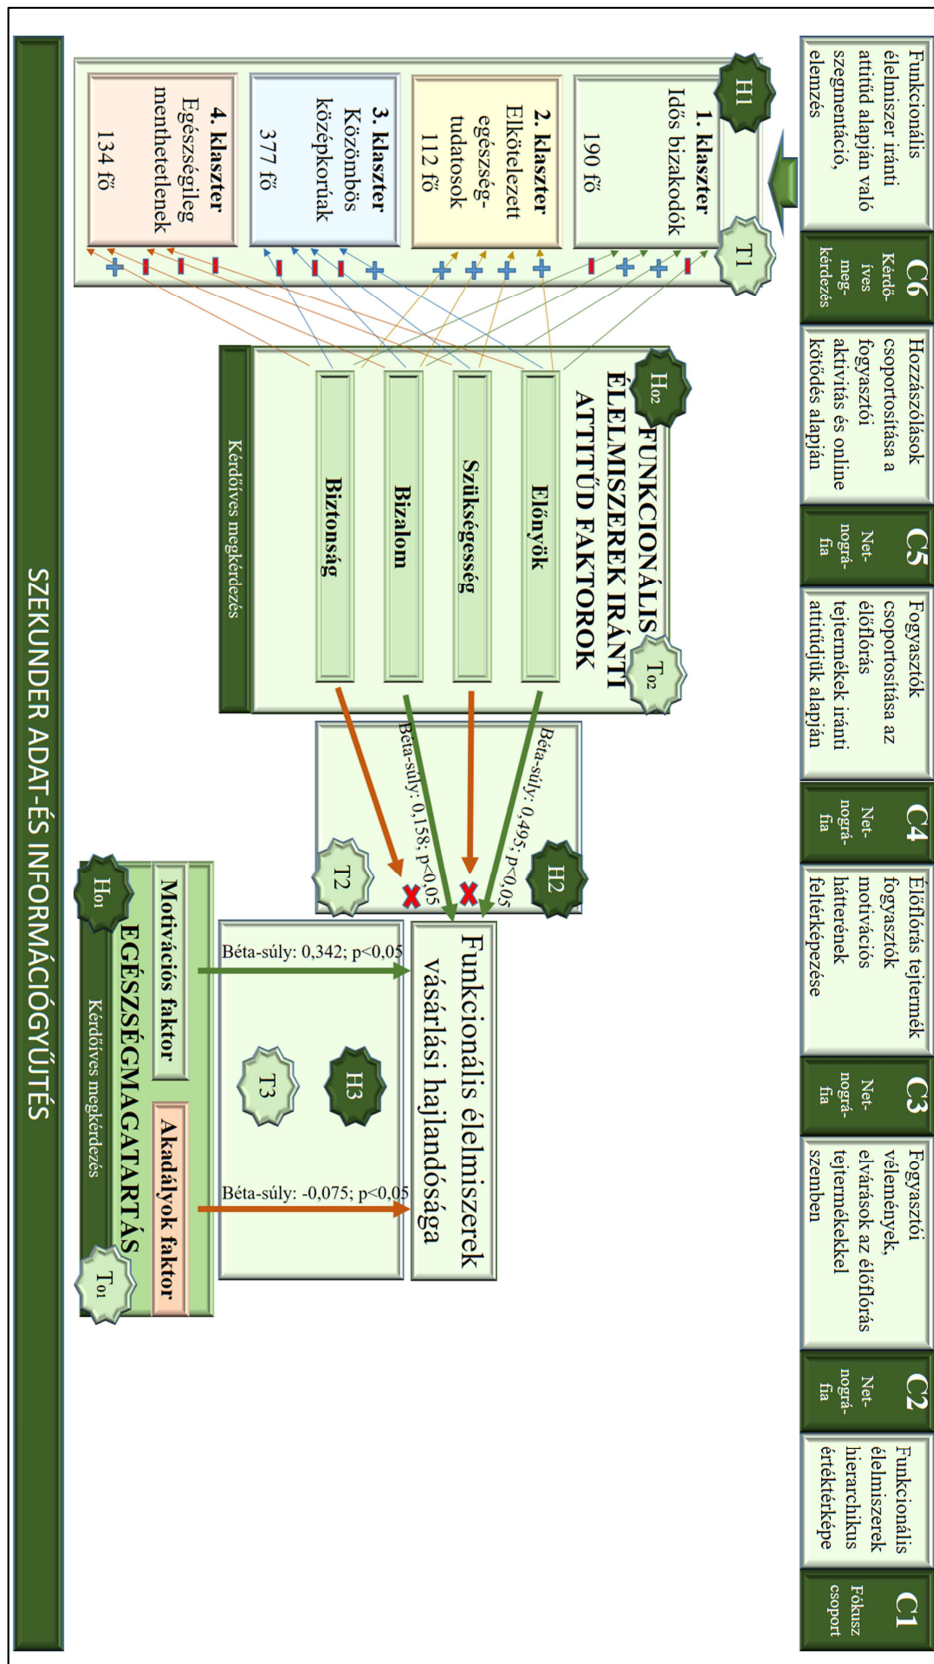 C1
Fókusz
csoport
Funkcionális
élelmiszerek
hierarchikus
értéktérképe
C2
Net-
nográ-
fia
Fogyasztói
vélemények,
elvárások az élőflórás
tejtermékekkel
szemben
C3
Net-
nográ-
fia
Élőflórás tejtermék
fogyasztók
motivációs
hátterének
feltérképezése
C4
Net-
nográ-
fia
Fogyasztók
csoportosítása az
élőflórás
tejtermékek iránti
attitűdjük alapján
C5
Net-
nográ-
fia
Hozzászólások
csoportosítása a
fogyasztói
aktivitás és online
kötődés alapján
C6
Kérdő-
íves
meg-
kérdezés
Funkcionális
élelmiszer iránti
attitűd alapján való
szegmentáció,
elemzés
H1
T1
1. klaszter
Idős bizakodók
190 fő
2. klaszter
Elkötelezett
egészség-
tudatosok
112 fő
3. klaszter
Közömbös
középkorúak
377 fő
4. klaszter
Egészségileg
menthetetlenek
134 fő
H02
T02
FUNKCIONÁLIS
ÉLELMISZEREK IRÁNTI
ATTITŰD FAKTOROK
Előnyök
Szükségesség
Bizalom
Biztonság
Kérdőíves megkérdezés
H2
Béta-súly: 0,495; p<0,05
Béta-súly: 0,158; p<0,05
T2
Funkcionális élelmiszerek
vásárlási hajlandósága
Béta-súly: 0,342; p<0,05
H3
T3
Béta-súly: -0,075; p<0,05
Motivációs faktor
Akadályok faktor
EGÉSZSÉGMAGATARTÁS
H01
T01
Kérdőíves megkérdezés
SZEKUNDER ADAT-ÉS INFORMÁCIÓGYŰJTÉS